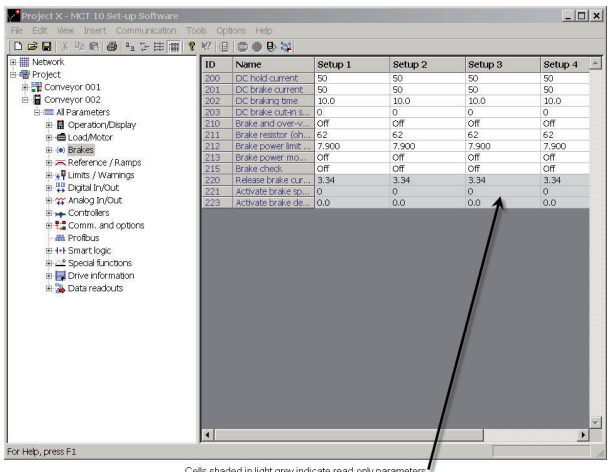 Project X - MCT 10 Set-up Software
File Edit View Insert Communication Tools Options Help
Network
Project
Conveyor 001
Conveyor 002
All Parameters
Operation/Display
Load/Motor
Brakes
Reference / Ramps
Limits / Warnings
Digital In/Out
Analog In/Out
Controllers
Comm. and options
Profibus
Smart logic
Special functions
Drive information
Data readouts
ID Name Setup 1 Setup 2 Setup 3 Setup 4
200 DC hold current 50 50 50 50
201 DC brake current 50 50 50 50
202 DC braking time 10.0 10.0 10.0 10.0
203 DC brake cut-in s... 0 0 0 0
210 Brake and over-v... Off Off Off Off
211 Brake resistor (oh... 62 62 62 62
212 Brake power limit ... 7.900 7.900 7.900 7.900
213 Brake power mo... Off Off Off Off
215 Brake check Off Off Off Off
220 Release brake cur... 3.34 3.34 3.34 3.34
221 Activate brake sp... 0 0 0 0
223 Activate brake de... 0.0 0.0 0.0 0.0
For Help, press F1
Cells shaded in light grey indicate read only parameters